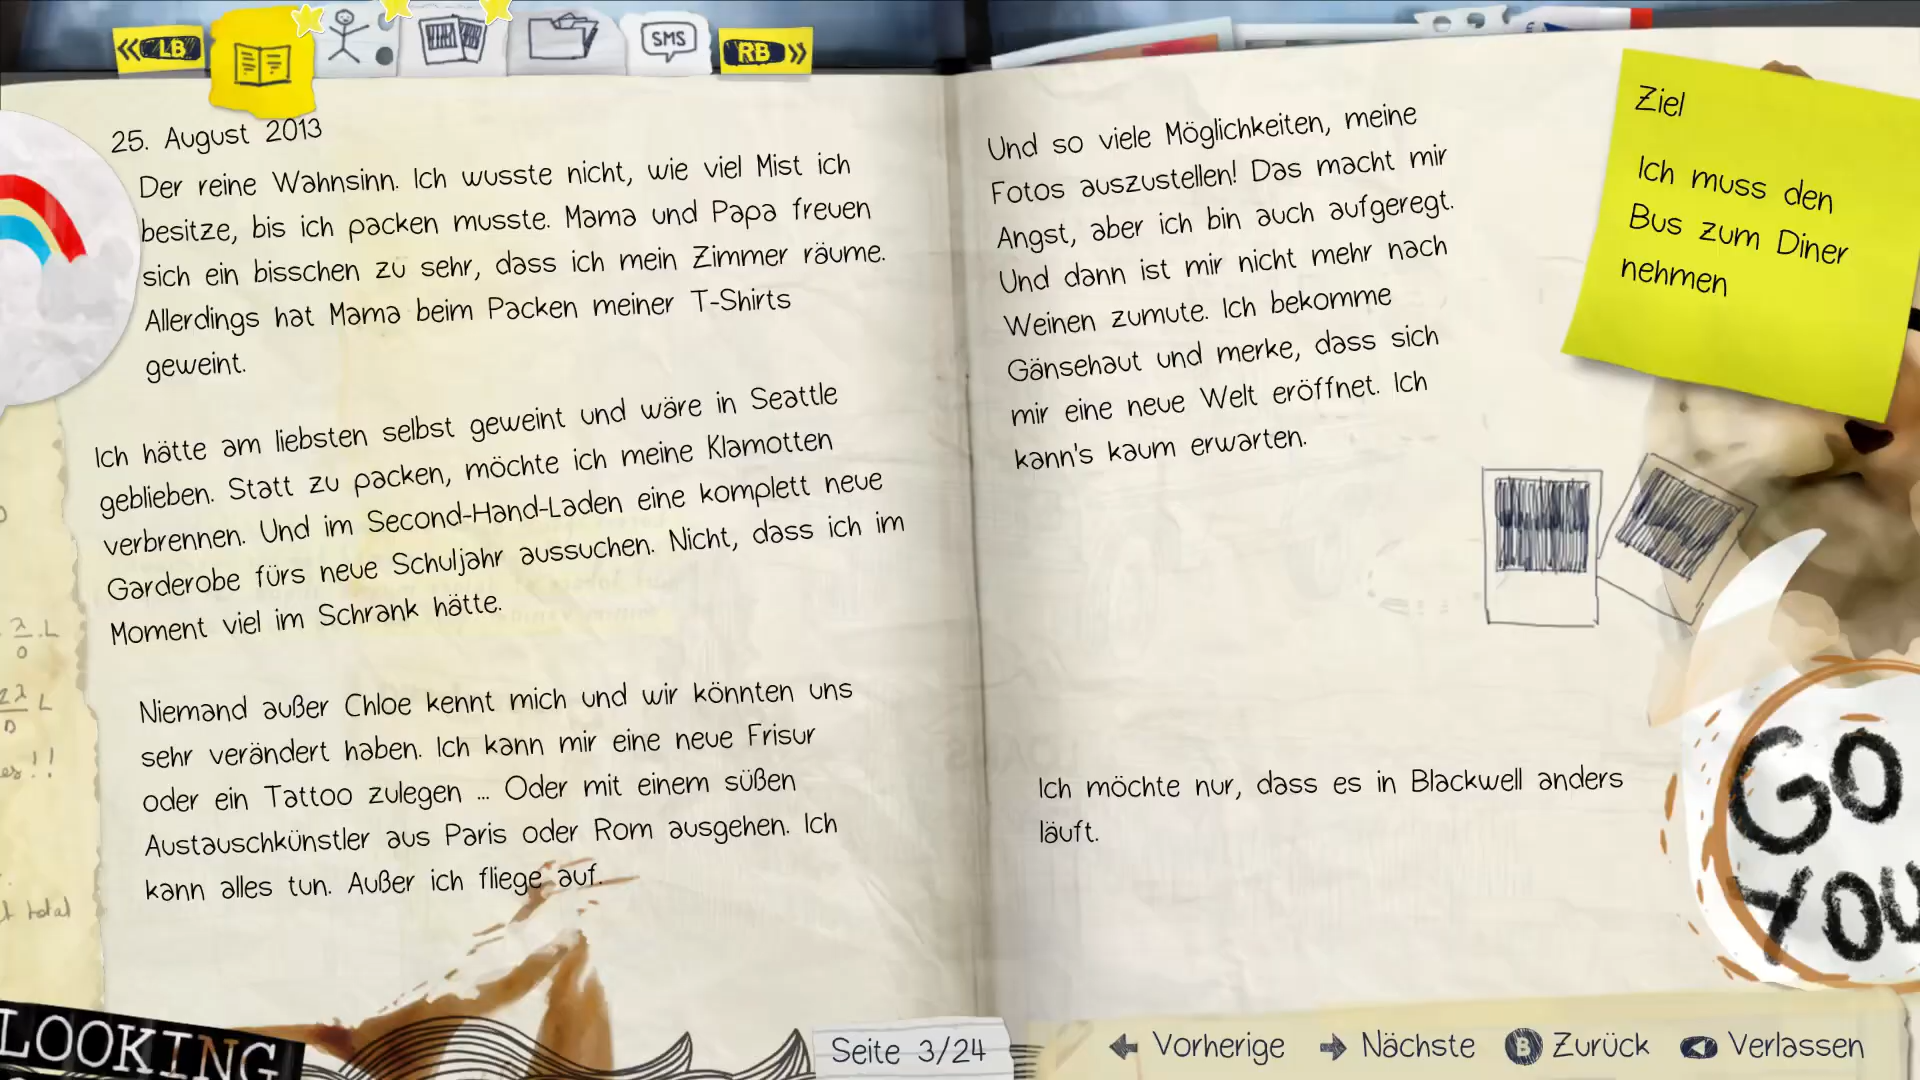 LB
SMS
RB
25. August 2013
Der reine Wahnsinn. Ich wusste nicht, wie viel Mist ich
besitze, bis ich packen musste. Mama und Papa freuen
sich ein bisschen zu sehr, dass ich mein Zimmer räume.
Allerdings hat Mama beim Packen meiner T-Shirts
geweint.
Ich hätte am liebsten selbst geweint und wäre in Seattle
geblieben. Statt zu packen, möchte ich meine Klamotten
verbrennen. Und im Second-Hand-Laden eine komplett neue
Garderobe fürs neue Schuljahr aussuchen. Nicht, dass ich im
Moment viel im Schrank hätte.
Niemand außer Chloe kennt mich und wir könnten uns
sehr verändert haben. Ich kann mir eine neue Frisur
oder ein Tattoo zulegen ... Oder mit einem süßen
Austauschkünstler aus Paris oder Rom ausgehen. Ich
kann alles tun. Außer ich fliege auf.
Und so viele Möglichkeiten, meine
Fotos auszustellen! Das macht mir
Angst, aber ich bin auch aufgeregt.
Und dann ist mir nicht mehr nach
Weinen zumute. Ich bekomme
Gänsehaut und merke, dass sich
mir eine neue Welt eröffnet. Ich
kann's kaum erwarten.
Ich möchte nur, dass es in Blackwell anders
läuft.
Ziel
Ich muss den
Bus zum Diner
nehmen
GO
YOU
total
LOOKING
Seite 3/24
Vorherige
Nächste
B Zurück
Verlassen